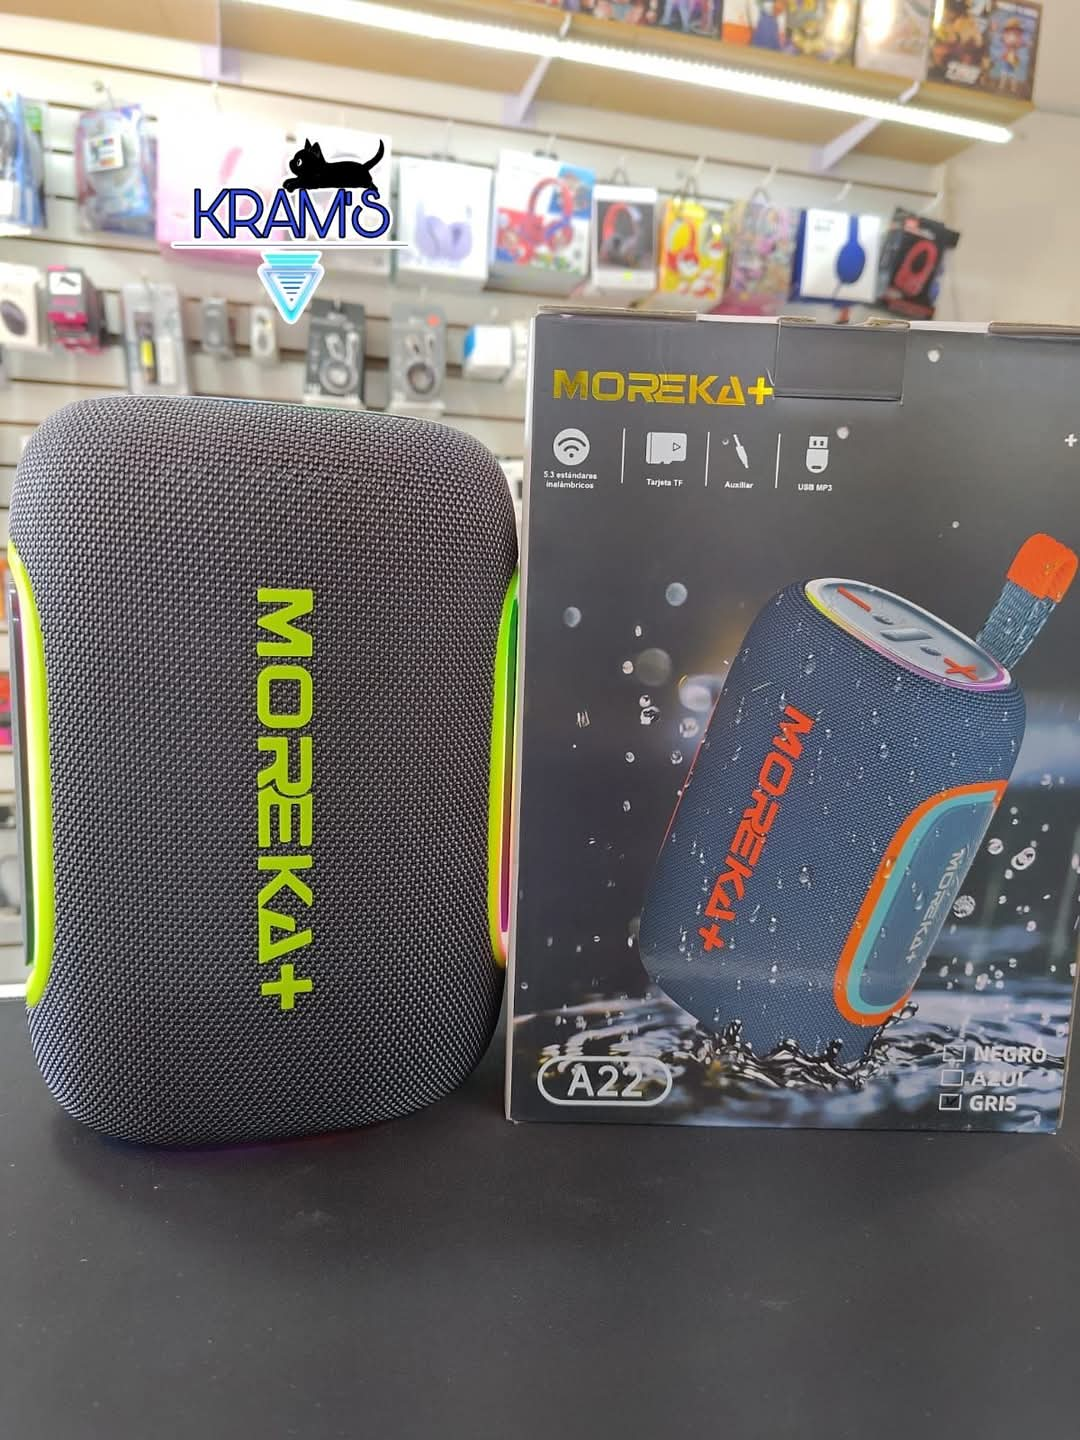 KRAM'S
MOREKA+
5.3 estándares
inalámbricos
Tarjeta TF
Auxiliar
USB MP3
MOREKA+
MOREKA+
MOREKA+
A22
NEGRO
AZUL
GRIS